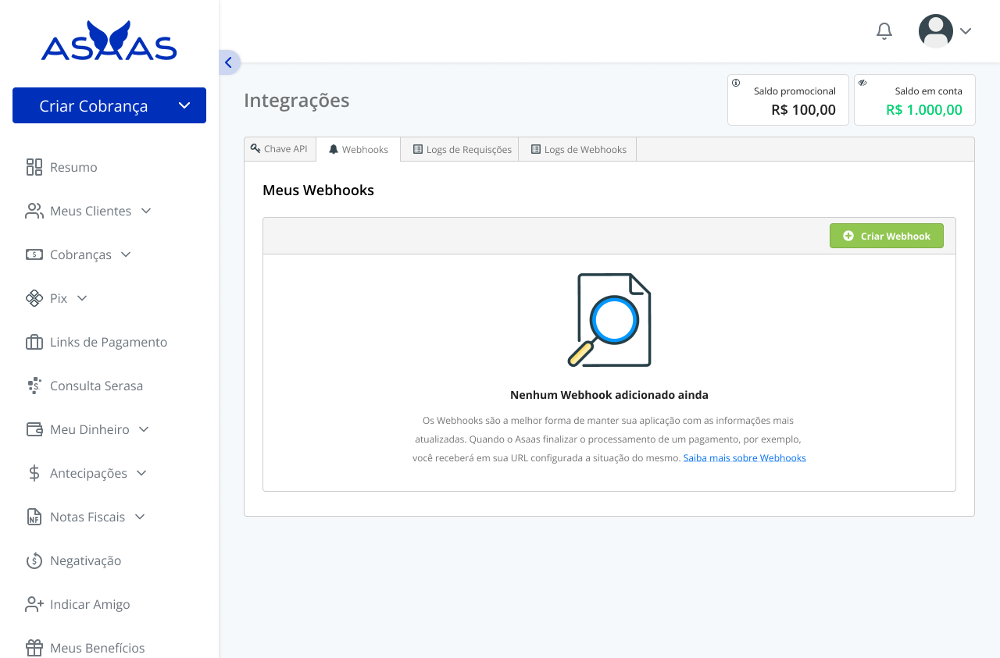 ASAAS
Criar Cobrança
Resumo
Meus Clientes
Cobranças
Pix
Links de Pagamento
Consulta Serasa
Meu Dinheiro
Antecipações
Notas Fiscais
Negativação
Indicar Amigo
Meus Benefícios
Integrações
Saldo promocional
R$ 100,00
Saldo em conta
R$ 1.000,00
Chave API
Webhooks
Logs de Requisções
Logs de Webhooks
Meus Webhooks
Criar Webhook
Nenhum Webhook adicionado ainda
Os Webhooks são a melhor forma de manter sua aplicação com as informações mais
atualizadas. Quando o Asaas finalizar o processamento de um pagamento, por exemplo,
você receberá em sua URL configurada a situação do mesmo. Saiba mais sobre Webhooks